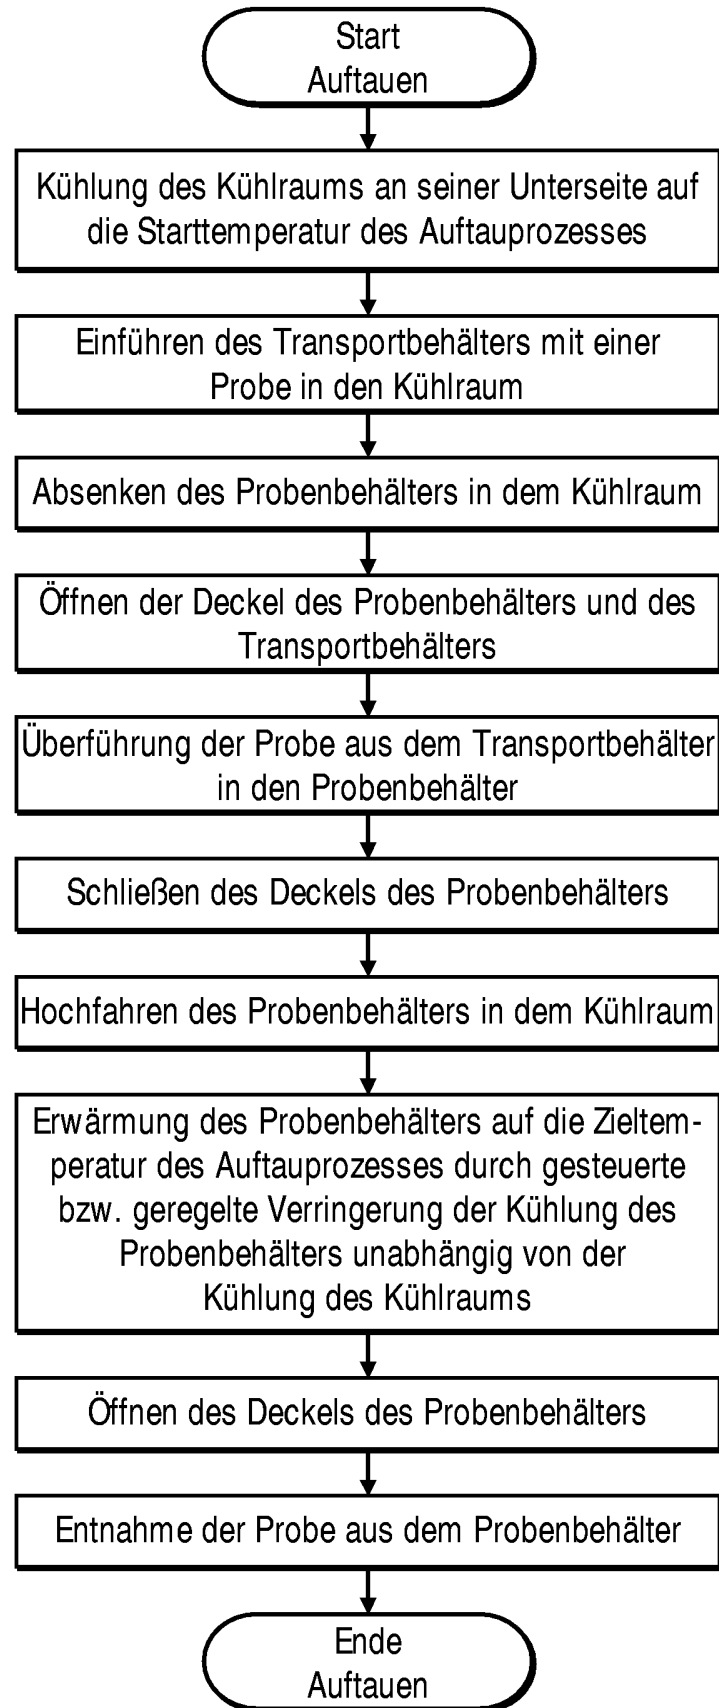 Start
Auftauen
Kühlung des Kühlraums an seiner Unterseite auf
die Starttemperatur des Auftauprozesses
Einführen des Transportbehälters mit einer
Probe in den Kühlraum
Absenken des Probenbehälters in dem Kühlraum
Öffnen der Deckel des Probenbehälters und des
Transportbehälters
Überführung der Probe aus dem Transportbehälter
in den Probenbehälter
Schließen des Deckels des Probenbehälters
Hochfahren des Probenbehälters in dem Kühlraum
Erwärmung des Probenbehälters auf die Zieltem-
peratur des Auftauprozesses durch gesteuerte
bzw. geregelte Verringerung der Kühlung des
Probenbehälters unabhängig von der
Kühlung des Kühlraums
Öffnen des Deckels des Probenbehälters
Entnahme der Probe aus dem Probenbehälter
Ende
Auftauen